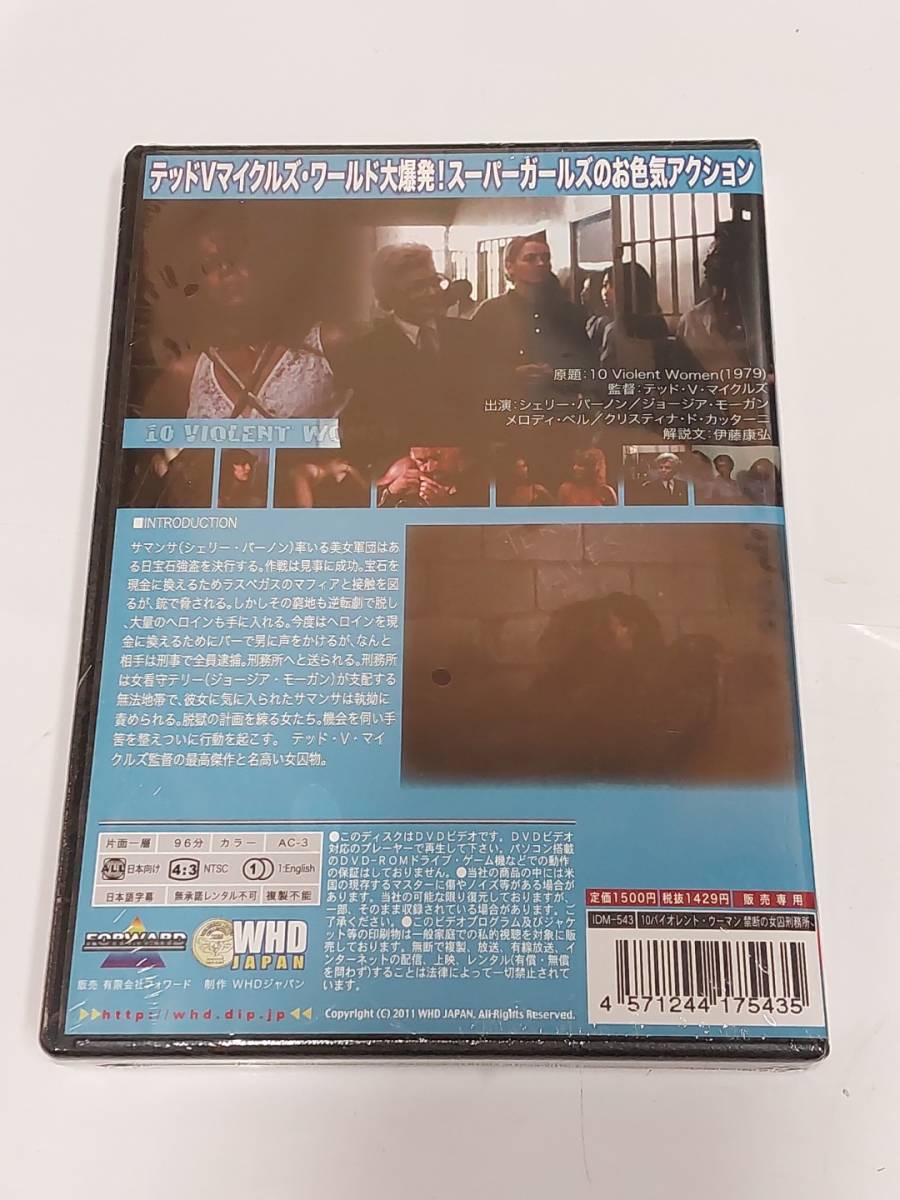 テッドVマイクルズ・ワールド大爆発!スーパーガールズのお色気アクション
原題:10 Violent Women(1979)
監督:テッド・V・マイクルズ
出演:シェリー・バーノン/ジョージア・モーガン
メロディ・ベル/クリスティナ・ド・カッターニ
解説文:伊藤康弘
10 VIOLENT WO
■INTRODUCTION
サマンサ(シェリー・バーノン)率いる美女軍団はあ
る日宝石強盗を決行する。作戦は見事に成功。宝石を
現金に換えるためラスベガスのマフィアと接触を図
るが、銃で脅される。しかしその窮地も逆転劇で脱し
、大量のヘロインも手に入れる。今度はヘロインを現
金に換えるためにバーで男に声をかけるが、なんと
相手は刑事で全員逮捕。刑務所へと送られる。刑務所
は女看守テリー(ジョージア・モーガン)が支配する
無法地帯で、彼女に気に入られたサマンサは執拗に
責められる。脱獄の計画を練る女たち。機会を伺い手
筈を整えついに行動を起こす。 テッド・V・マイ
クルズ監督の最高傑作と名高い女囚物。
片面一層 96分 カラー AC-3
ALL 日本向け 4:3 NTSC 1 1:English
日本語字幕 無承諾レンタル不可 複製不能
●このディスクはDVDビデオです。DVDビデオ
対応のプレーヤーで再生して下さい。パソコン搭載
のDVD-ROMドライブ・ゲーム機などでの動作
の保証はしておりません。●当社の商品の中には米
国の現存するマスターに傷やノイズ等がある場合が
あります。当社の可能な限り復元しておりますが、
一部、そのまま収録されている場合があります。ご
了承ください。●このビデオプログラム及びジャケ
ット等の印刷物は一般家庭での私的視聴を対象に販
売しております。無断で複製、放送、有線放送、イ
ンターネットの配信、上映、レンタル(有償・無償
を問わず)することは法律によって一切禁止されて
います。
FORWARD
WHD
JAPAN
販売 有限会社フォワード 制作 WHDジャパン
▶▶http://whd.dip.jp◀◀
Copyright (C) 2011 WHD JAPAN. All Rights Reserved.
定価1500円 税抜1429円 販売専用
IDM-543 10バイオレント・ウーマン 禁断の女囚刑務所
4 571244 175435